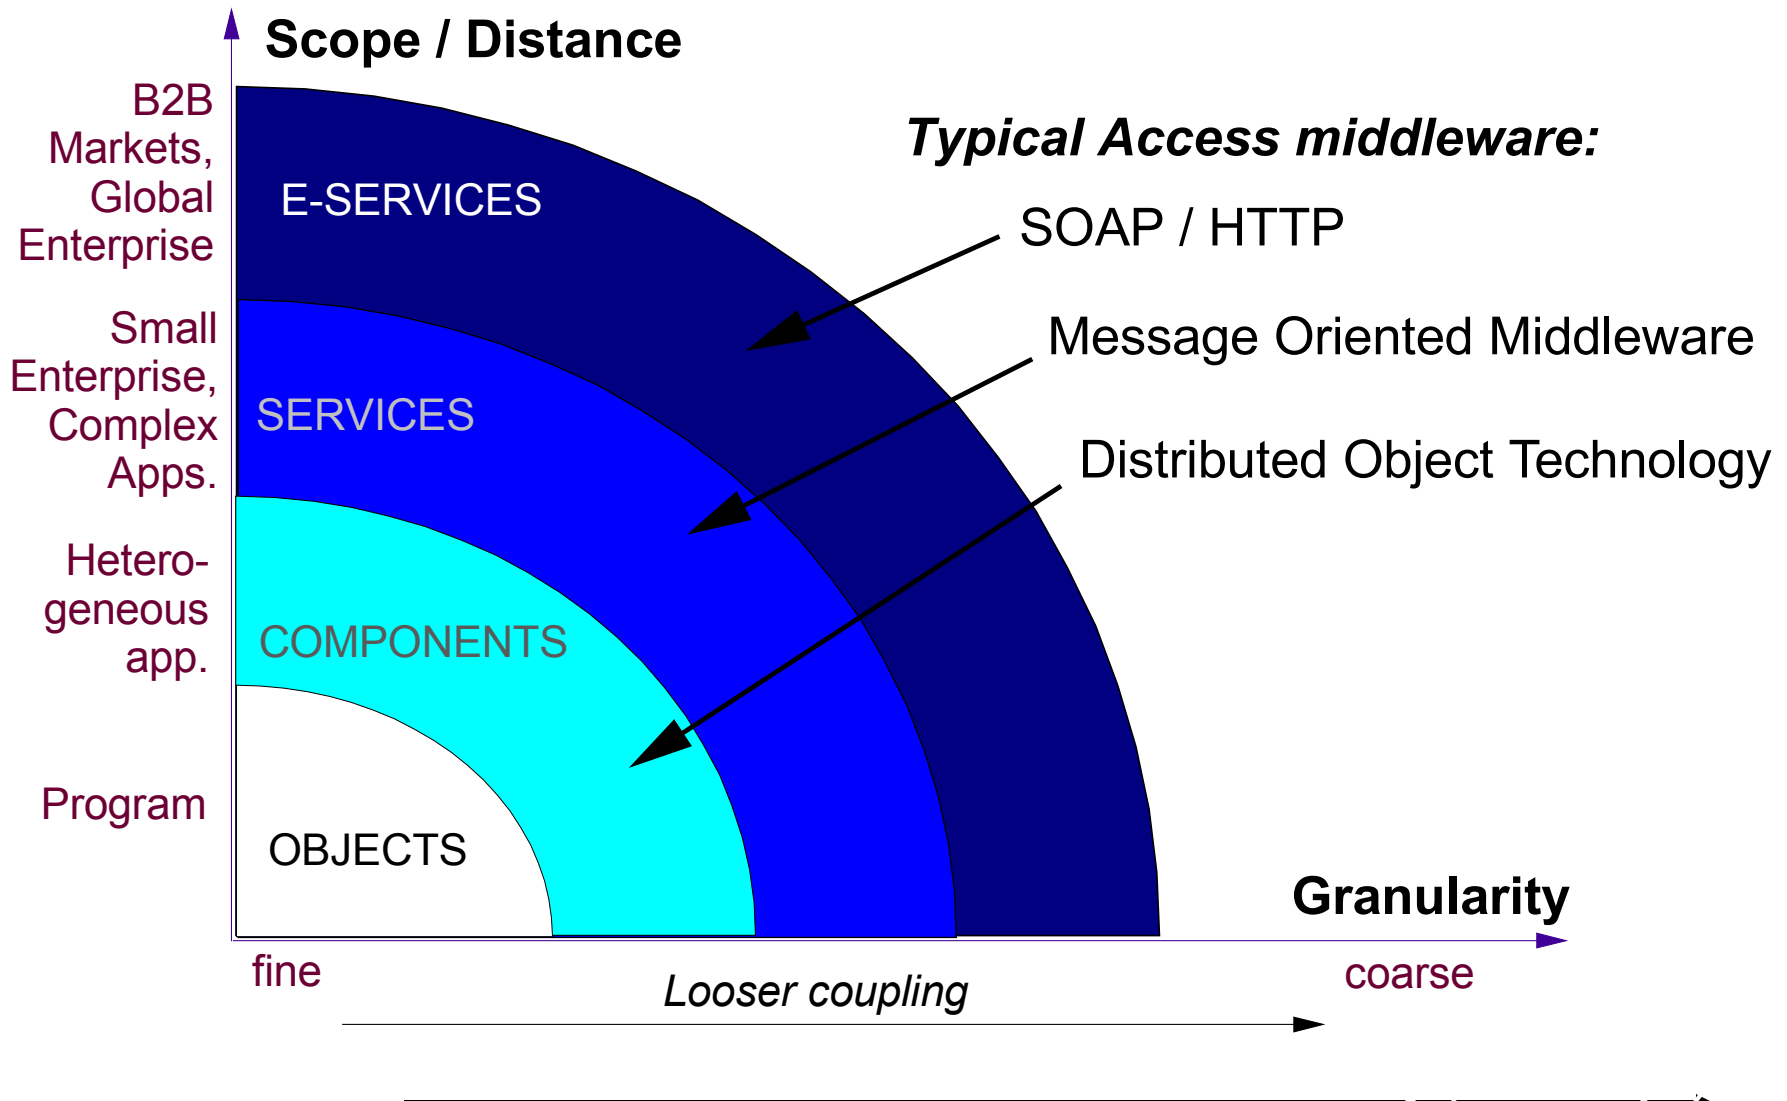 Scope / Distance
B2B
Markets,
Global
Enterprise
Small
Enterprise,
Complex
Apps.
Hetero-
geneous
app.
Program
E-SERVICES
SERVICES
COMPONENTS
OBJECTS
Typical Access middleware:
SOAP / HTTP
Message Oriented Middleware
Distributed Object Technology
Granularity
fine
coarse
Looser coupling